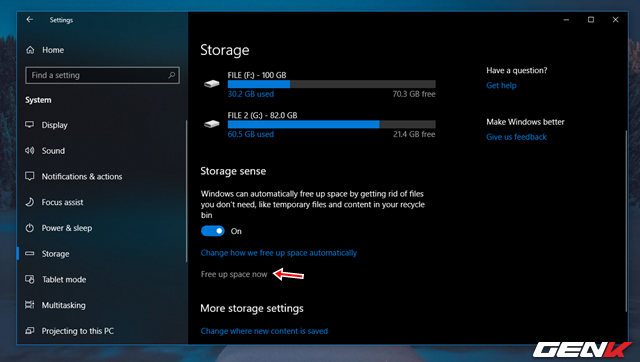 Settings
Home
Find a setting
System
Display
Sound
Notifications & actions
Focus assist
Power & sleep
Storage
Tablet mode
Multitasking
Projecting to this PC
Storage
FILE (F:) - 100 GB
30.2 GB used 70.3 GB free
FILE 2 (G:) - 82.0 GB
60.5 GB used 21.4 GB free
Storage sense
Windows can automatically free up space by getting rid of files
you don't need, like temporary files and content in your recycle
bin
On
Change how we free up space automatically
Free up space now
More storage settings
Change where new content is saved
Have a question?
Get help
Make Windows better
Give us feedback
GENK